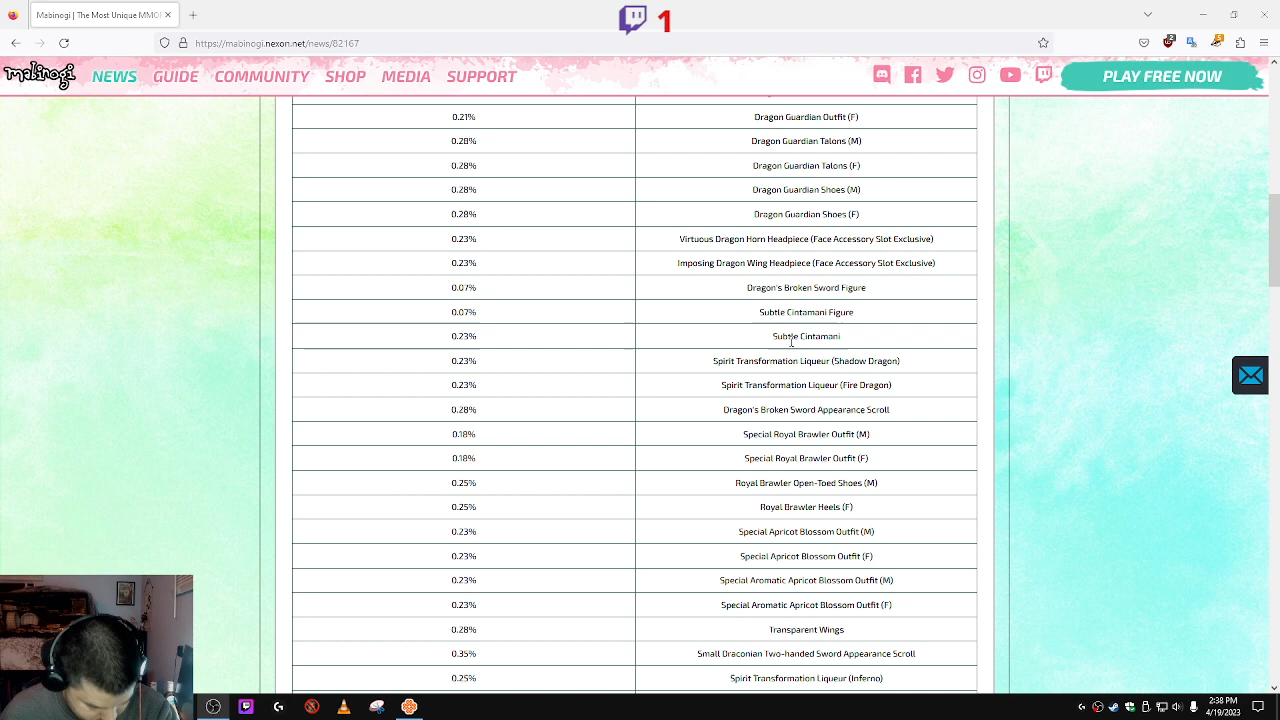 Mabinogi | The Most Unique MMO
1
https://mabinogi.nexon.net/news/82167
mabinogi
NEWS GUIDE COMMUNITY SHOP MEDIA SUPPORT
PLAY FREE NOW
0.21% Dragon Guardian Outfit (F)
0.28% Dragon Guardian Talons (M)
0.28% Dragon Guardian Talons (F)
0.28% Dragon Guardian Shoes (M)
0.28% Dragon Guardian Shoes (F)
0.23% Virtuous Dragon Horn Headpiece (Face Accessory Slot Exclusive)
0.23% Imposing Dragon Wing Headpiece (Face Accessory Slot Exclusive)
0.07% Dragon's Broken Sword Figure
0.07% Subtle Cintamani Figure
0.23% Subtle Cintamani
0.23% Spirit Transformation Liqueur (Shadow Dragon)
0.23% Spirit Transformation Liqueur (Fire Dragon)
0.28% Dragon's Broken Sword Appearance Scroll
0.18% Special Royal Brawler Outfit (M)
0.18% Special Royal Brawler Outfit (F)
0.25% Royal Brawler Open-Toed Shoes (M)
0.25% Royal Brawler Heels (F)
0.23% Special Apricot Blossom Outfit (M)
0.23% Special Apricot Blossom Outfit (F)
0.23% Special Aromatic Apricot Blossom Outfit (M)
0.23% Special Aromatic Apricot Blossom Outfit (F)
0.28% Transparent Wings
0.35% Small Draconian Two-handed Sword Appearance Scroll
0.25% Spirit Transformation Liqueur (Inferno)
2:38 PM
4/19/2023